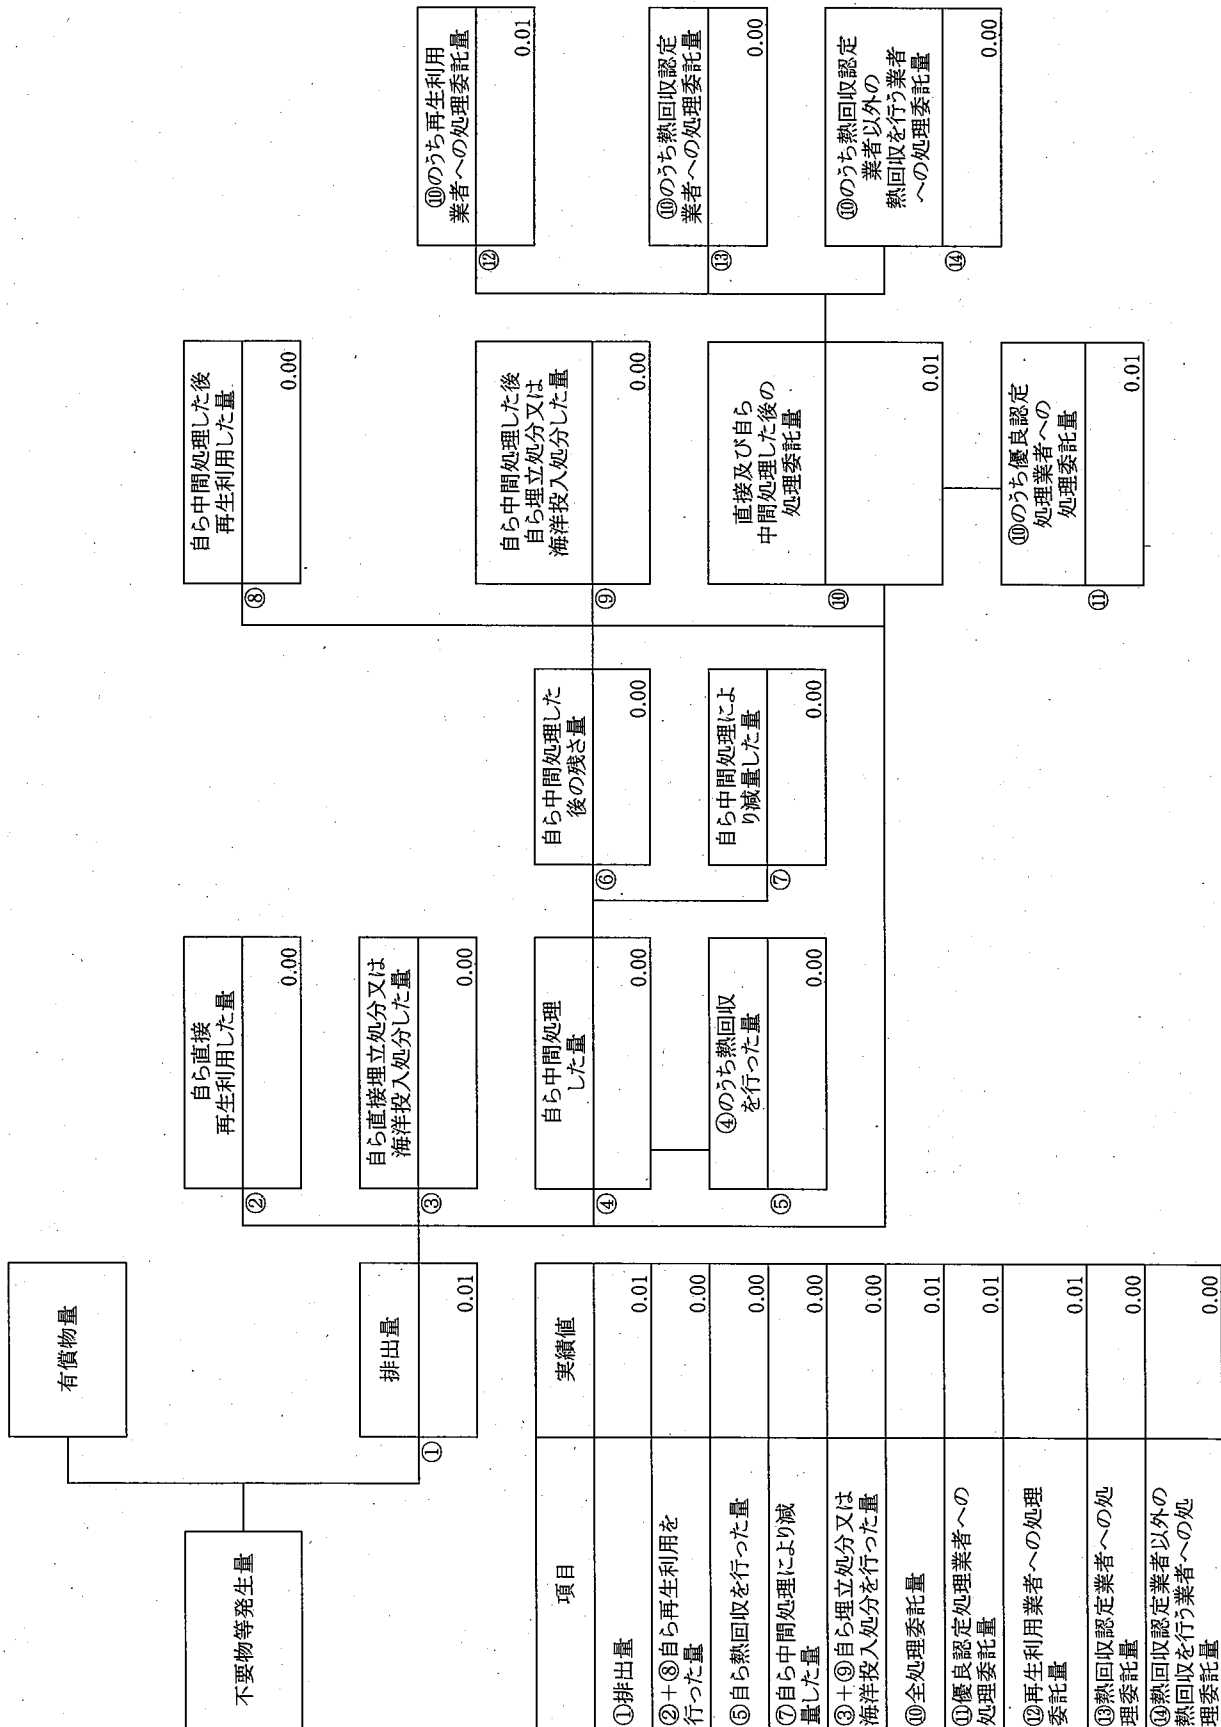 不要物等発生量
有償物量
排出量
①
0.01
自ら直接
再生利用した量
②
0.00
自ら直接埋立処分又は
海洋投入処分した量
③
0.00
自ら中間処理
した量
④
0.00
④のうち熱回収
を行った量
⑤
0.00
自ら中間処理した
後の残さ量
⑥
0.00
自ら中間処理によ
り減量した量
⑦
0.00
自ら中間処理した後
再生利用した量
⑧
0.00
自ら中間処理した後
自ら埋立処分又は
海洋投入処分した量
⑨
0.00
直接及び自ら
中間処理した後の
処理委託量
⑩
0.01
⑩のうち優良認定
処理業者への
処理委託量
⑪
0.01
⑩のうち再生利用
業者への処理委託量
⑫
0.01
⑩のうち熱回収認定
業者への処理委託量
⑬
0.00
⑩のうち熱回収認定
業者以外の
熱回収を行う業者
への処理委託量
⑭
0.00
項目 実績値
①排出量 0.01
②+⑧自ら再生利用を
行った量 0.00
⑤自ら熱回収を行った量 0.00
⑦自ら中間処理により減
量した量 0.00
③+⑨自ら埋立処分又は
海洋投入処分を行った量 0.00
⑩全処理委託量 0.01
⑪優良認定処理業者への
処理委託量 0.01
⑫再生利用業者への処理
委託量 0.01
⑬熱回収認定業者への処
理委託量 0.00
⑭熱回収認定業者以外の
熱回収を行う業者への処
理委託量 0.00